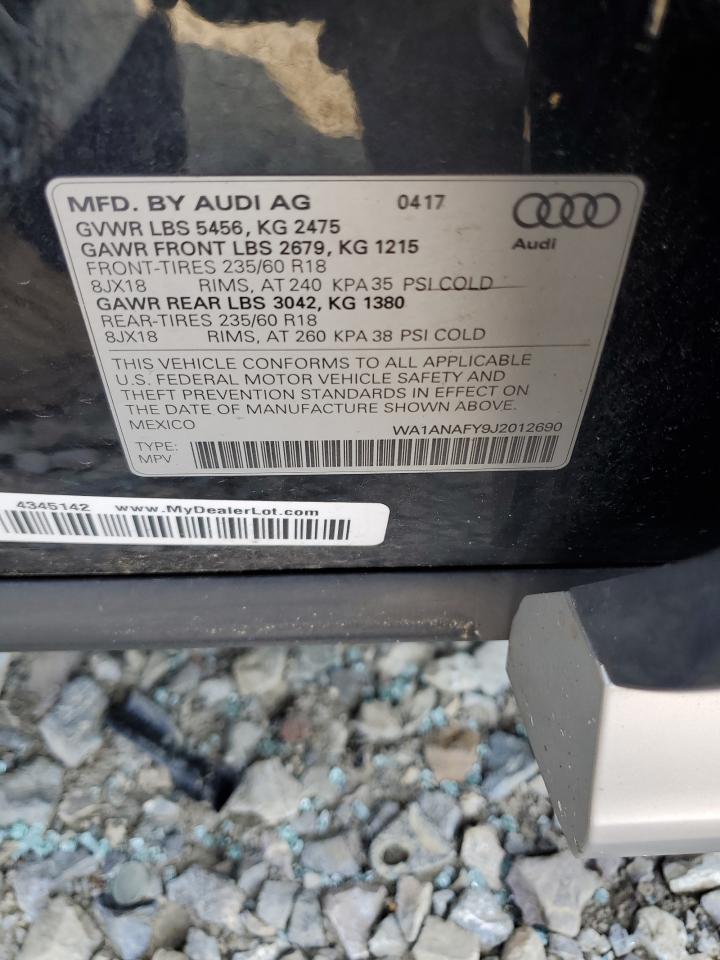 MFD. BY AUDI AG 0417
GVWR LBS 5456, KG 2475
GAWR FRONT LBS 2679, KG 1215
Audi
FRONT-TIRES 235/60 R18
8JX18 RIMS, AT 240 KPA 35 PSI COLD
GAWR REAR LBS 3042, KG 1380
REAR-TIRES 235/60 R18
8JX18 RIMS, AT 260 KPA 38 PSI COLD
THIS VEHICLE CONFORMS TO ALL APPLICABLE
U.S. FEDERAL MOTOR VEHICLE SAFETY AND
THEFT PREVENTION STANDARDS IN EFFECT ON
THE DATE OF MANUFACTURE SHOWN ABOVE.
MEXICO WA1ANAFY9J2012690
TYPE:
MPV
4345142 www.MyDealerLot.com